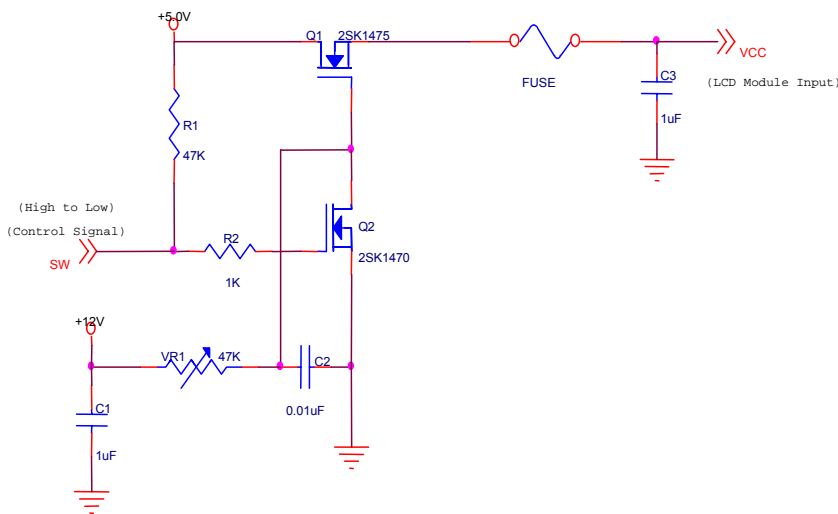 +5.0V
Q1
2SK1475
FUSE
VCC
(LCD Module Input)
C3
1uF
R1
47K
(High to Low)
(Control Signal)
SW
R2
1K
Q2
2SK1470
+12V
VR1
47K
C2
0.01uF
C1
1uF